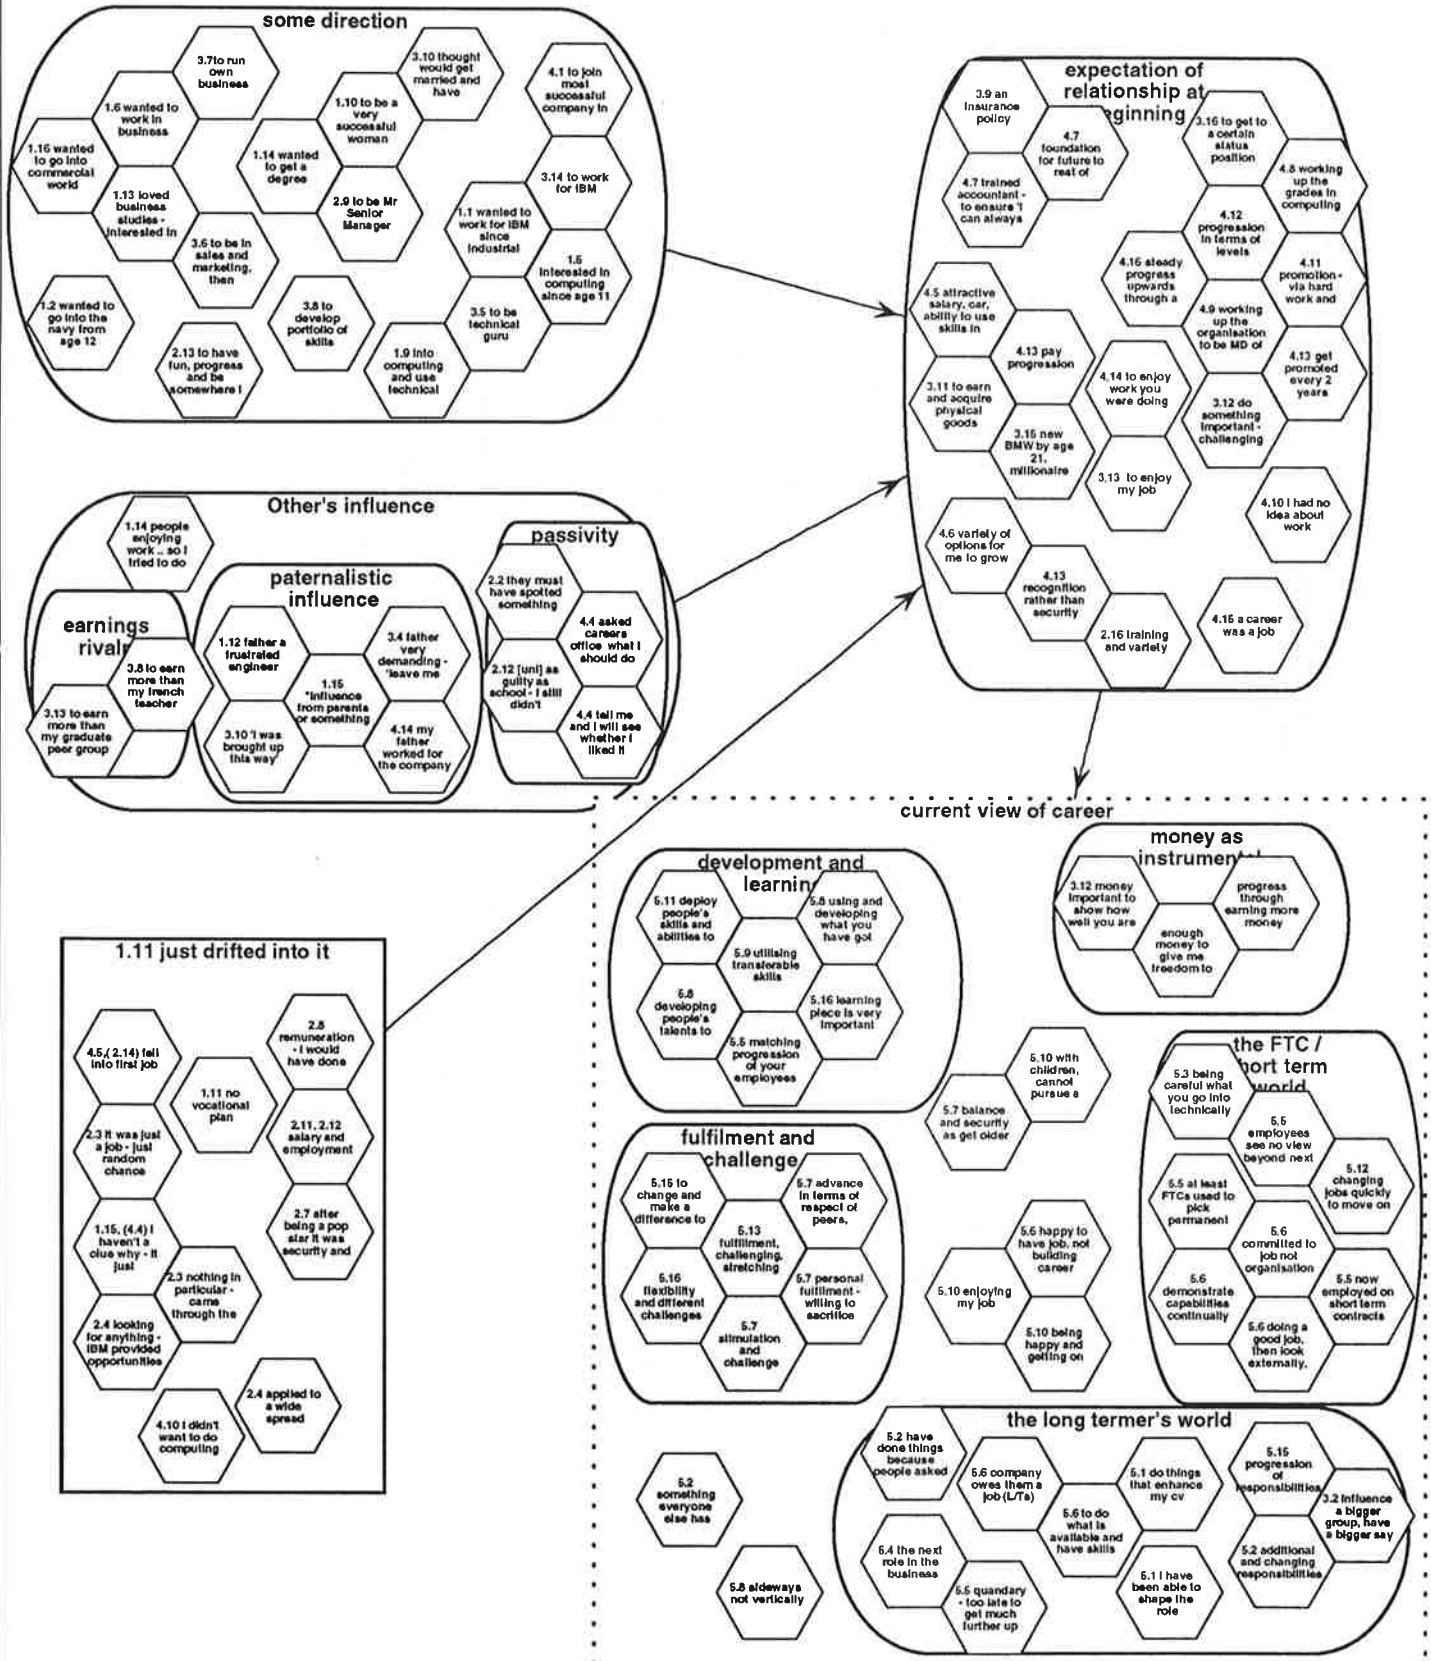 some direction
3.7to run
own
business
3.10 thought
would get
married and
have
4.1 to join
most
successful
company in
1.6 wanted to
work in
business
1.10 to be a
very
successful
woman
1.16 wanted
to go into
commercial
world
1.14 wanted
to get a
degree
3.14 to work
for IBM
1.13 loved
business
studies -
interested in
2.9 to be Mr
Senior
Manager
1.1 wanted to
work for IBM
since
industrial
3.6 to be in
sales and
marketing,
then
1.5
interested in
computing
since age 11
1.2 wanted to
go into the
navy from
age 12
3.8 to
develop
portfolio of
skills
3.5 to be
technical
guru
2.13 to have
fun, progress
and be
somewhere I
1.9 into
computing
and use
technical
expectation of
relationship at
eginning
3.9 an
insurance
policy
4.7
foundation
for future to
rest of
3.16 to get to
a certain
status
position
4.7 trained
accountant -
to ensure 'I
can always
4.8 working
up the
grades in
computing
4.12
progression
in terms of
levels
4.16 steady
progress
upwards
through a
4.11
promotion -
via hard
work and
4.5 attractive
salary, car,
ability to use
skills in
4.9 working
up the
organisation
to be MD of
4.13 pay
progression
4.14 to enjoy
work you
were doing
4.13 get
promoted
every 2
years
3.11 to earn
and acquire
physical
goods
3.12 do
something
important -
challenging
3.15 new
BMW by age
21,
millionaire
3.13 to enjoy
my job
4.10 I had no
idea about
work
4.6 variety of
options for
me to grow
4.13
recognition
rather than
security
2.16 training
and variety
4.15 a career
was a job
Other's influence
1.14 people
enjoying
work .. so I
tried to do
passivity
2.2 they must
have spotted
something
4.4 asked
careers
office what I
should do
2.12 [uni] as
guilty as
school - I still
didn't
4.4 tell me
and I will see
whether I
liked it
paternalistic
influence
1.12 father a
frustrated
engineer
3.4 father
very
demanding -
'leave me
1.15
"influence
from parents
or something
3.10 'I was
brought up
this way'
4.14 my
father
worked for
the company
earnings
rivalr
3.8 to earn
more than
my french
teacher
3.13 to earn
more than
my graduate
peer group
current view of career
money as
instrumental
3.12 money
important to
show how
well you are
progress
through
earning more
money
enough
money to
give me
freedom to
development and
learning
5.11 deploy
people's
skills and
abilities to
5.8 using and
developing
what you
have got
5.9 utilising
transferable
skills
5.8
developing
people's
talents to
5.16 learning
piece is very
important
5.5 matching
progression
of your
employees
1.11 just drifted into it
4.5,( 2.14) fell
into first job
2.8
remuneration
- I would
have done
1.11 no
vocational
plan
2.3 it was just
a job - just
random
chance
2.11, 2.12
salary and
employment
1.15, (4.4) I
haven't a
clue why - it
just
2.7 after
being a pop
star it was
security and
2.3 nothing in
particular -
came
through the
2.4 looking
for anything -
IBM provided
opportunities
2.4 applied to
a wide
spread
4.10 I didn't
want to do
computing
5.10 with
children,
cannot
pursue a
5.7 balance
and security
as get older
the FTC /
hort term
world
5.3 being
careful what
you go into
technically
5.5
employees
see no view
beyond next
5.12
changing
jobs quickly
to move on
5.5 at least
FTCs used to
pick
permanent
5.6
committed to
job not
organisation
5.6
demonstrate
capabilities
continually
5.5 now
employed on
short term
contracts
5.6 doing a
good job,
then look
externally.
fulfilment and
challenge
5.15 to
change and
make a
difference to
5.7 advance
in terms of
respect of
peers,
5.13
fulfillment,
challenging,
stretching
5.16
flexibility
and different
challenges
5.7 personal
fulfilment -
willing to
sacrifice
5.7
stimulation
and
challenge
5.6 happy to
have job, not
building
career
5.10 enjoying
my job
5.10 being
happy and
getting on
the long termer's world
5.2 have
done things
because
people asked
5.6 company
owes them a
job (L/Ts)
5.1 do things
that enhance
my cv
5.15
progression
of
responsibilities
5.6 to do
what is
available and
have skills
3.2 influence
a bigger
group, have
a bigger say
5.4 the next
role in the
business
5.2 additional
and changing
responsibilities
5.5 quandary
- too late to
get much
further up
5.1 I have
been able to
shape the
role
5.2
something
everyone
else has
5.8 sideways
not vertically